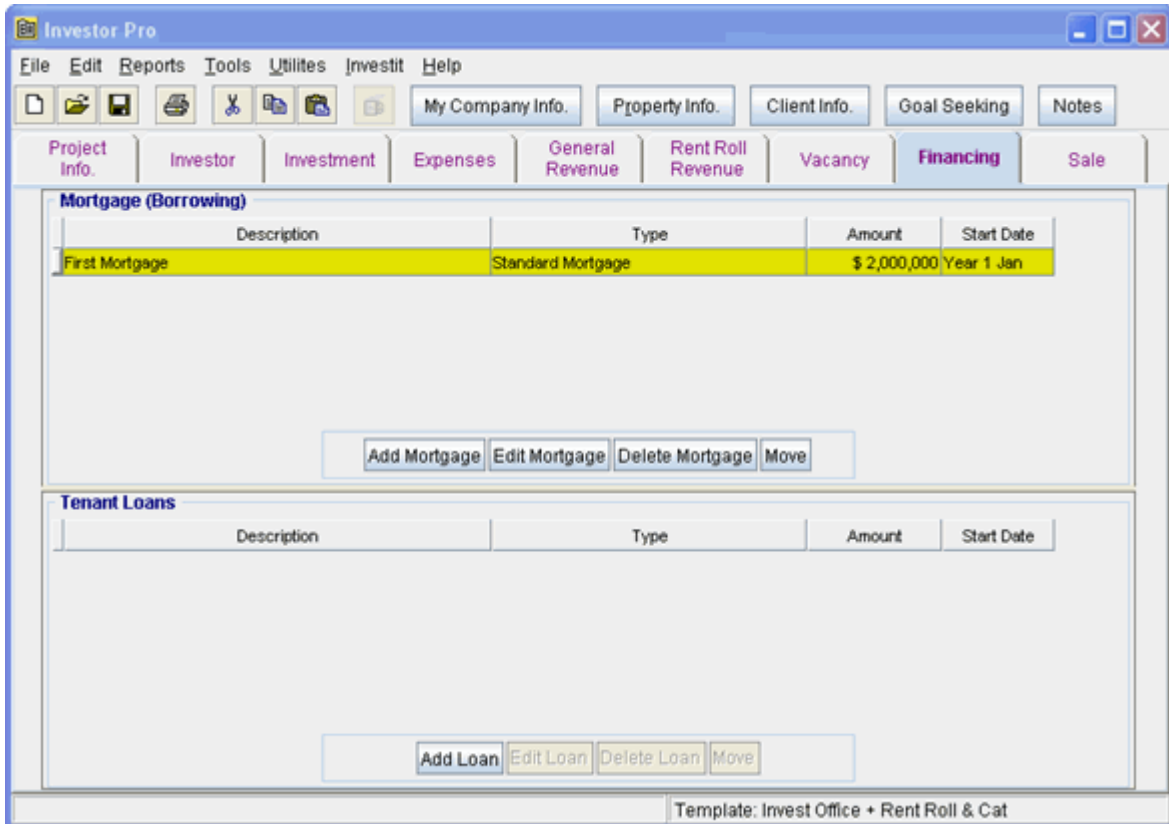 Investor Pro
File Edit Reports Tools Utilites Investit Help
My Company Info. Property Info. Client Info. Goal Seeking Notes
Project Info. Investor Investment Expenses General Revenue Rent Roll Revenue Vacancy Financing Sale
Mortgage (Borrowing)
Description Type Amount Start Date
First Mortgage Standard Mortgage $ 2,000,000 Year 1 Jan
Add Mortgage Edit Mortgage Delete Mortgage Move
Tenant Loans
Description Type Amount Start Date
Add Loan Edit Loan Delete Loan Move
Template: Invest Office + Rent Roll & Cat